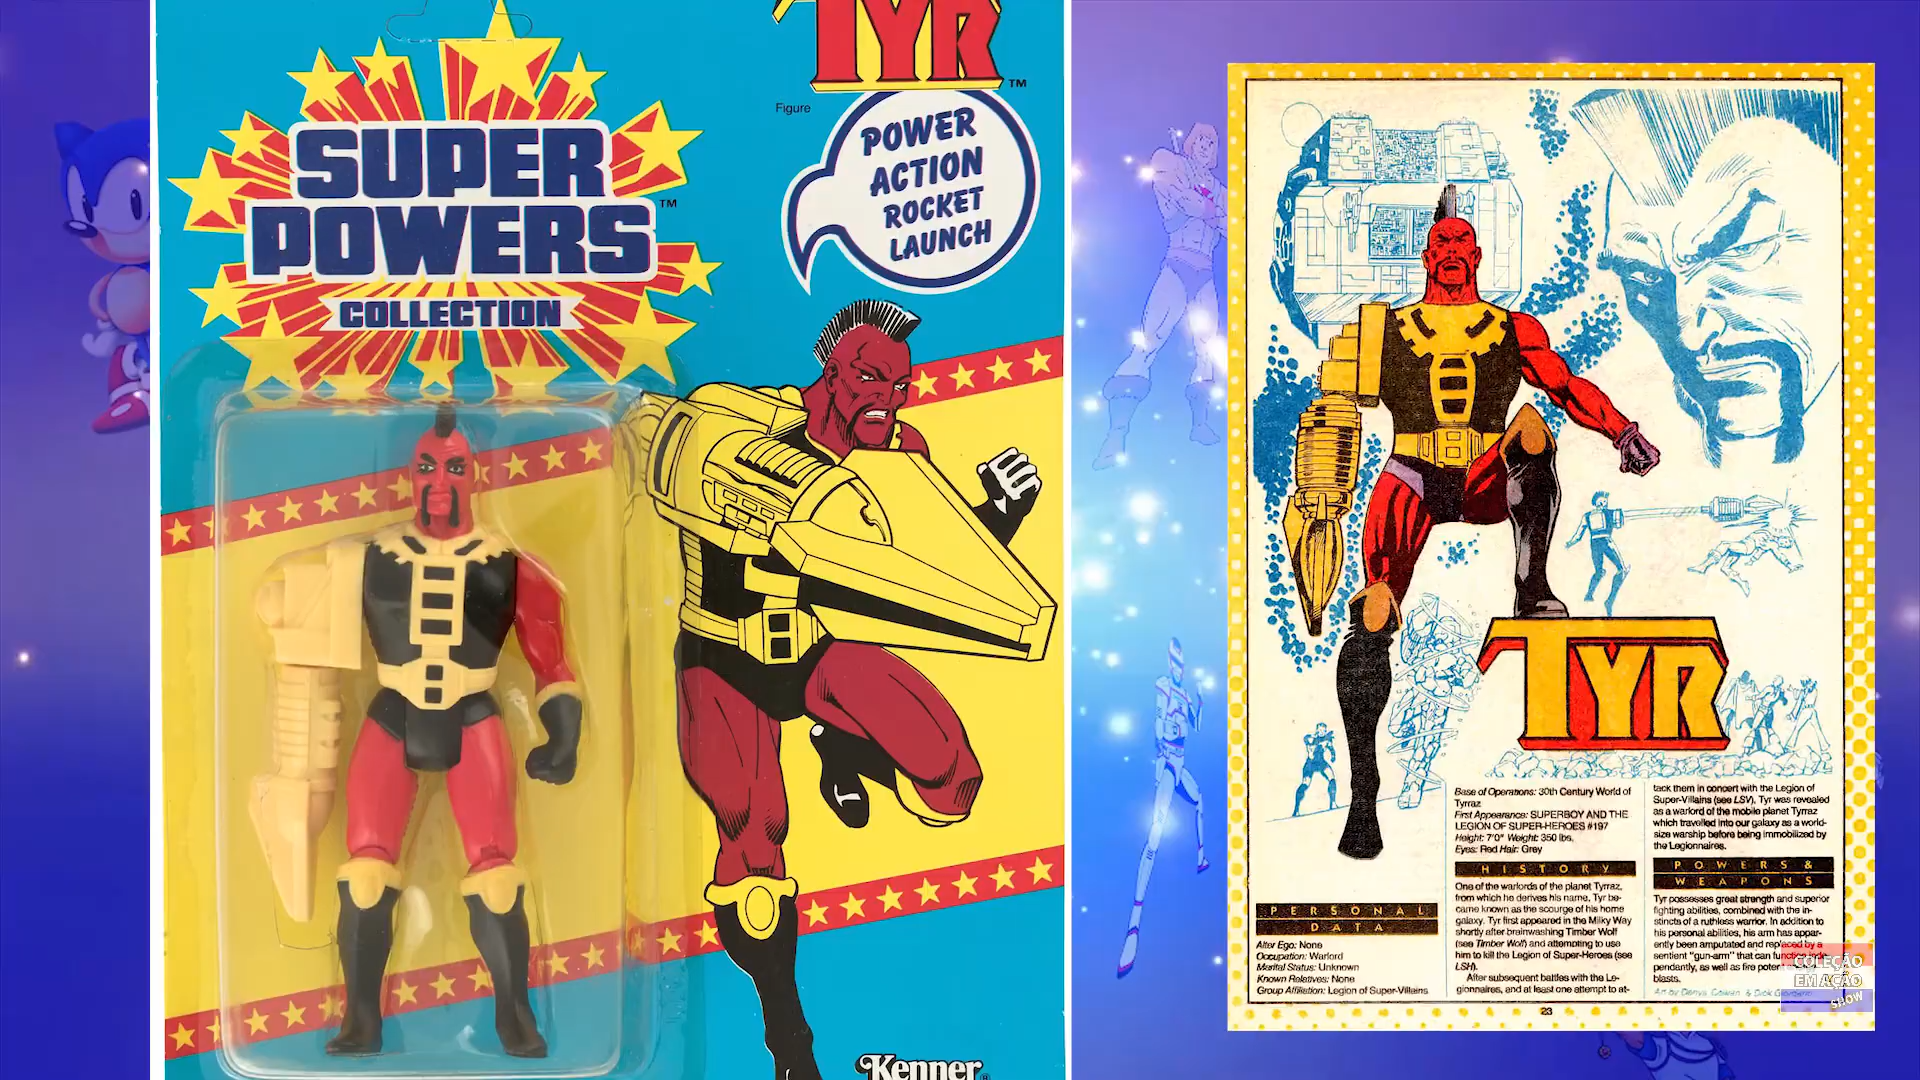 TYR
TM
Figure
POWER
ACTION
ROCKET
LAUNCH
SUPER
POWERS
TM
COLLECTION
Kenner
®
TYR
Base of Operations: 30th Century World of
Tyrraz
First Appearance: SUPERBOY AND THE
LEGION OF SUPER-HEROES #197
Height: 7'0" Weight: 350 lbs.
Eyes: Red Hair: Grey
HISTORY
One of the warlords of the planet Tyrraz,
from which he derives his name, Tyr be-
came known as the scourge of his home
galaxy. Tyr first appeared in the Milky Way
shortly after brainwashing Timber Wolf
(see Timber Wolf) and attempting to use
him to kill the Legion of Super-Heroes (see
LSH).
After subsequent battles with the Le-
gionnaires, and at least one attempt to at-
tack them in concert with the Legion of
Super-Villains (see LSV), Tyr was revealed
as a warlord of the mobile planet Tyrraz
which travelled into our galaxy as a world-
size warship before being immobilized by
the Legionnaires.
POWERS &
WEAPONS
Tyr possesses great strength and superior
fighting abilities, combined with the in-
stincts of a ruthless warrior. In addition to
his personal abilities, his arm has appar-
ently been amputated and replaced by a
sentient "gun-arm" that can function inde-
pendantly, as well as fire potent
blasts.
Art by Denys Cowan & Dick Giordano
PERSONAL
DATA
Alter Ego: None
Occupation: Warlord
Marital Status: Unknown
Known Relatives: None
Group Affiliation: Legion of Super-Villains
23
COLEÇÃO
EM AÇÃO
SHOW